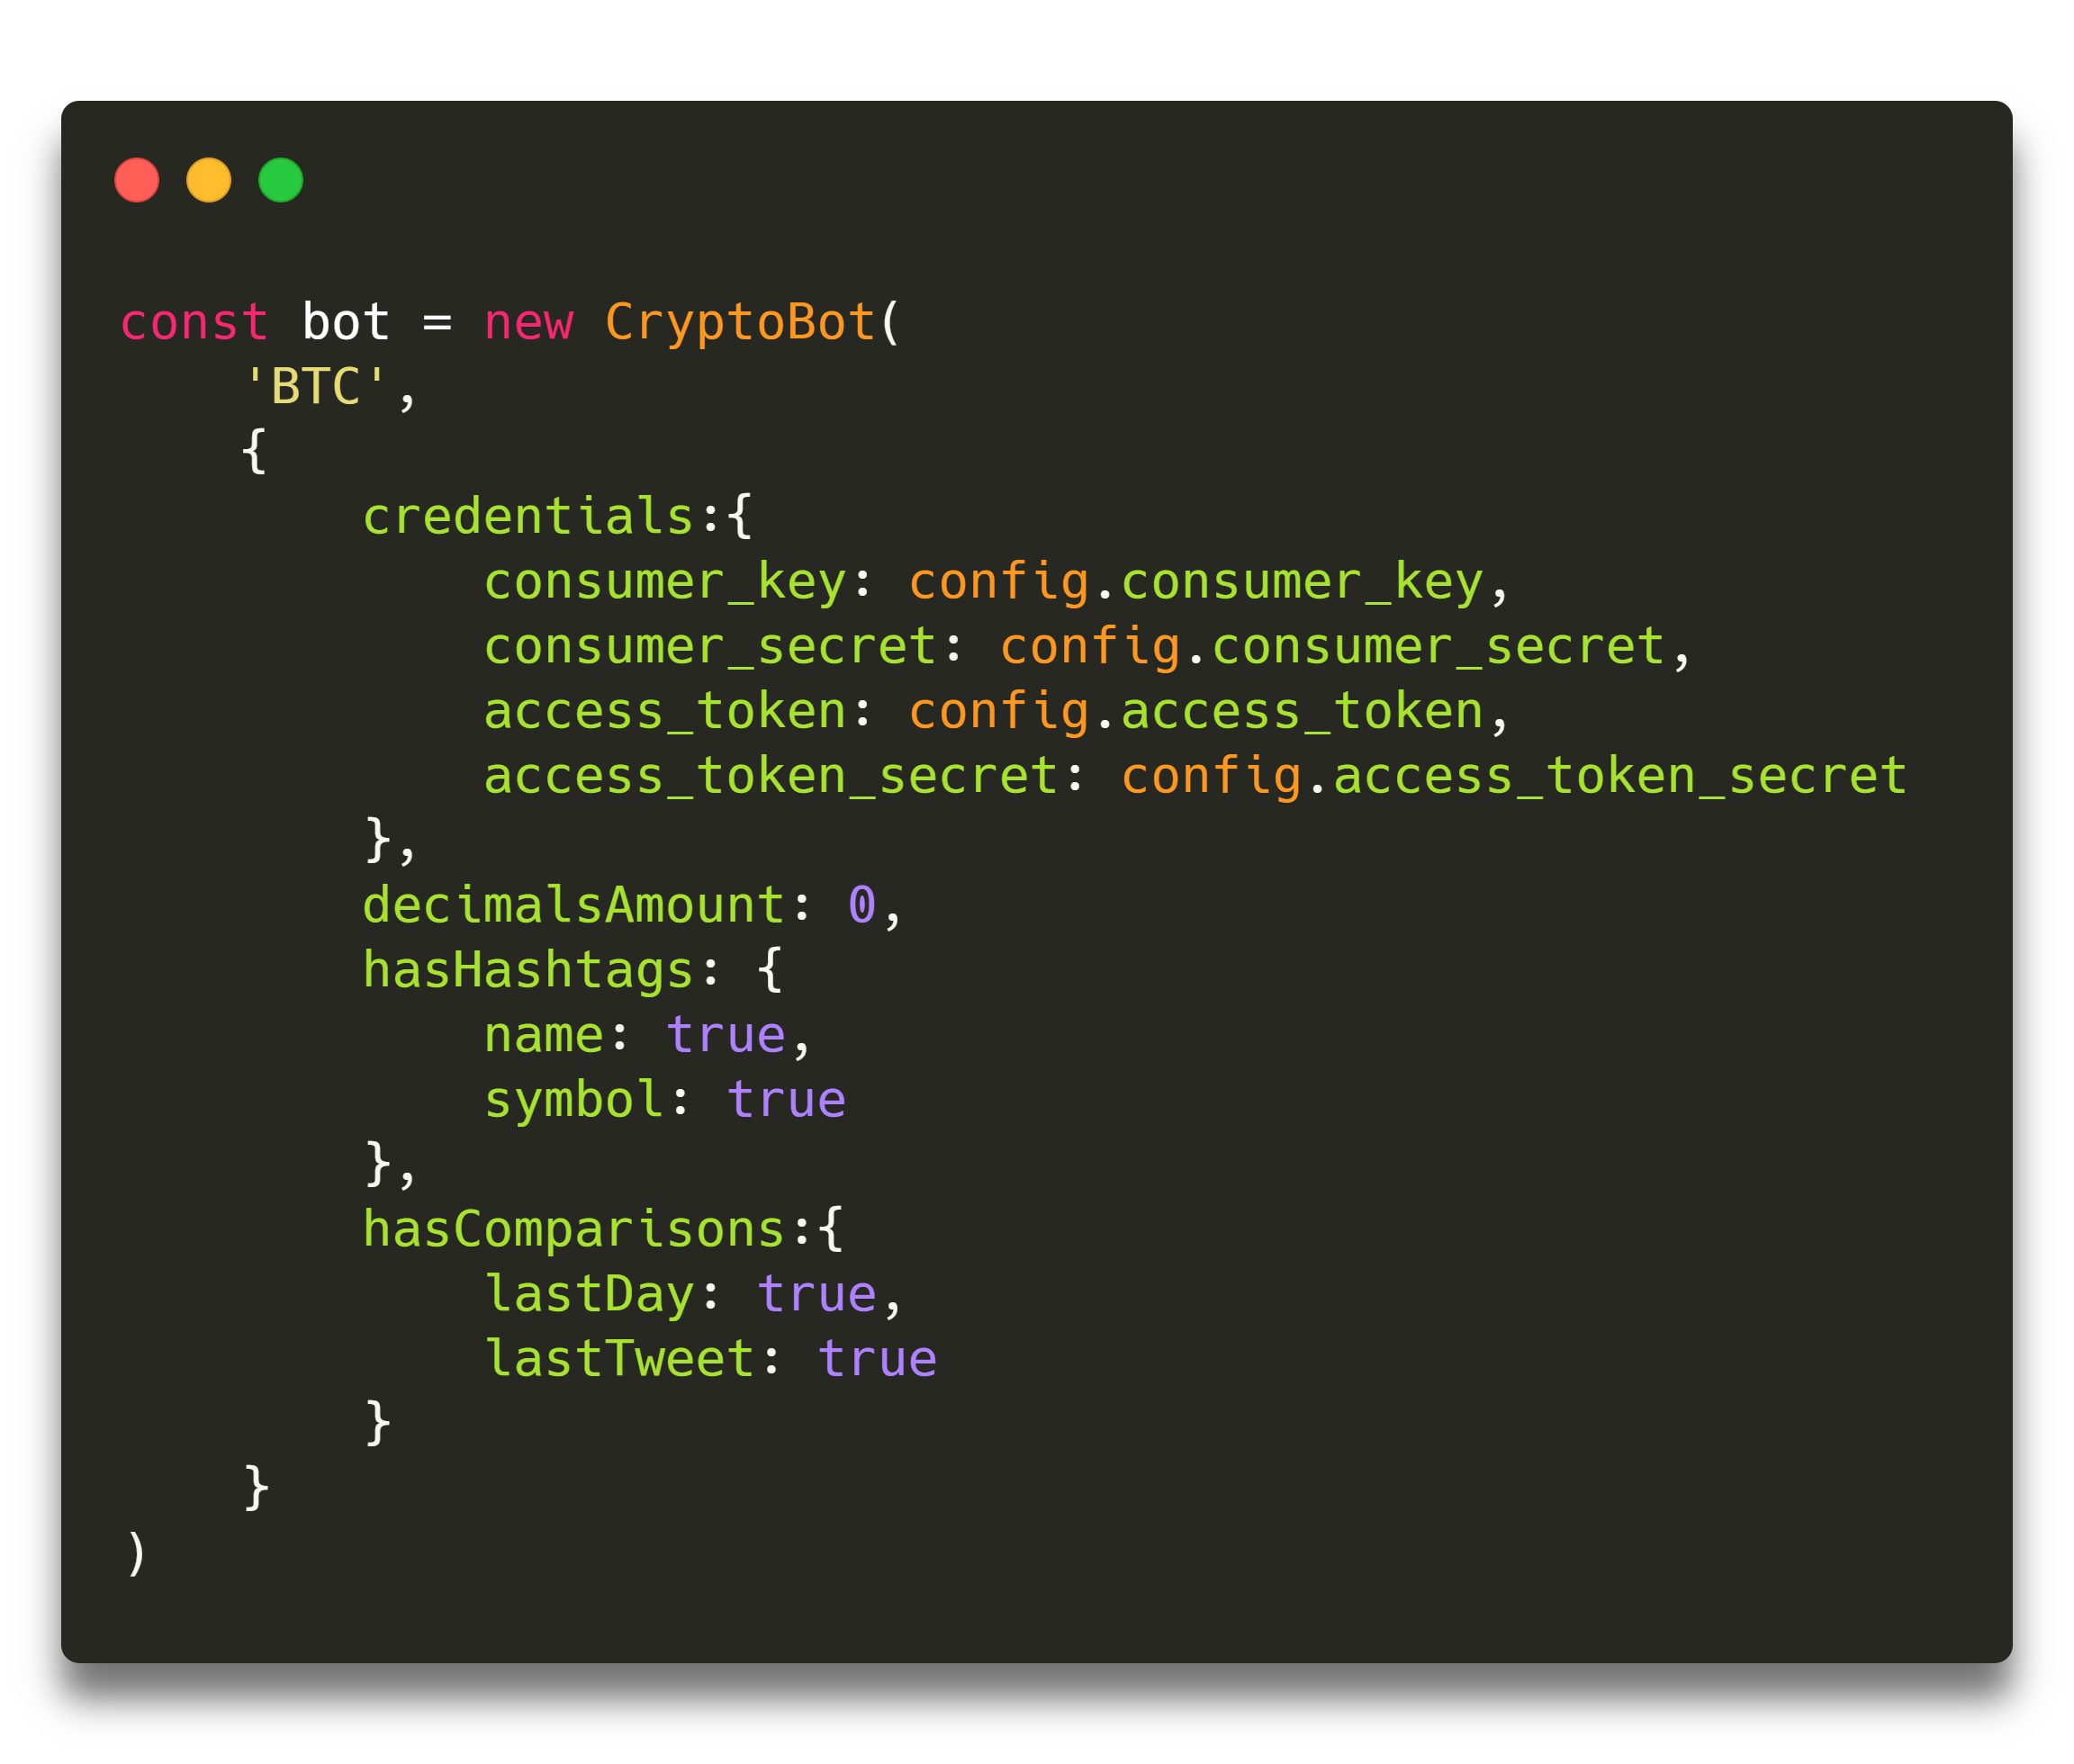 const bot = new CryptoBot(
    'BTC',
    {
        credentials:{
            consumer_key: config.consumer_key,
            consumer_secret: config.consumer_secret,
            access_token: config.access_token,
            access_token_secret: config.access_token_secret
        },
        decimalsAmount: 0,
        hasHashtags: {
            name: true,
            symbol: true
        },
        hasComparisons:{
            lastDay: true,
            lastTweet: true
        }
    }
)